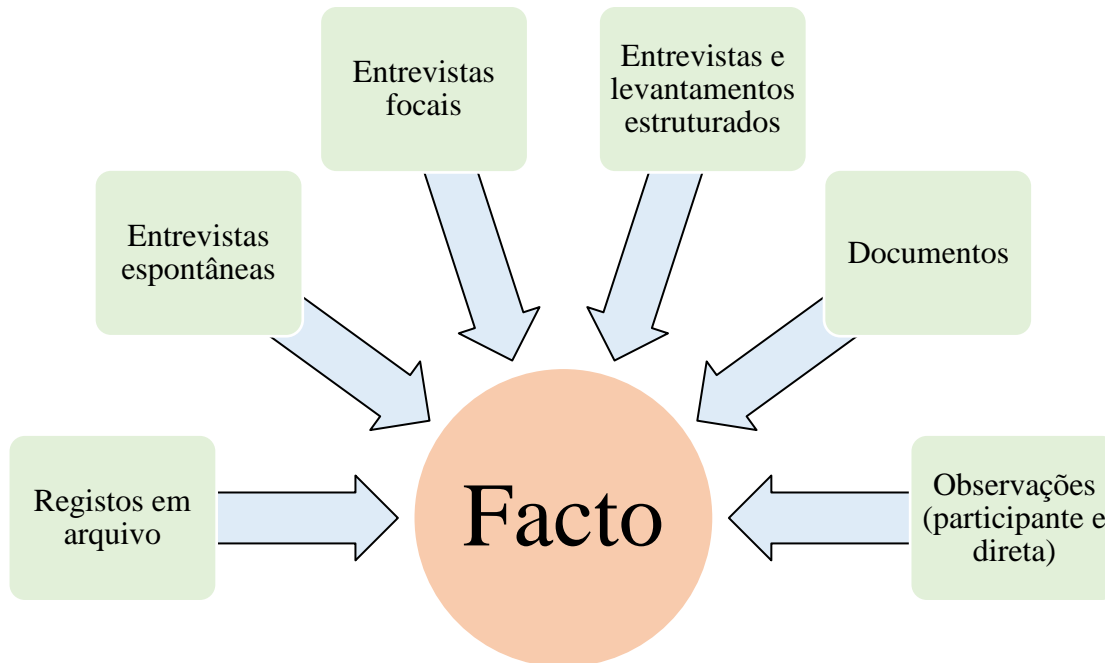 Entrevistas
focais
Entrevistas e
levantamentos
estruturados
Entrevistas
espontâneas
Documentos
Registos em
arquivo
Facto
Observações
(participante e
direta)